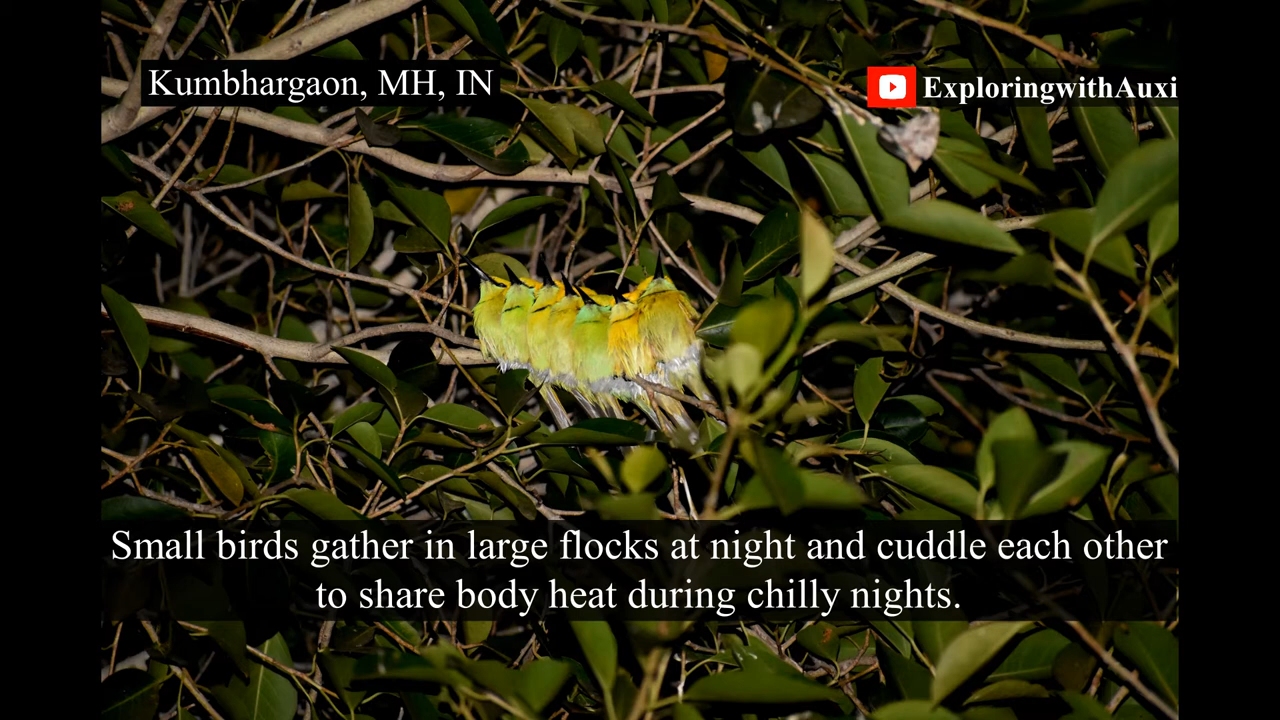 Kumbhargaon, MH, IN
ExploringwithAuxi
Small birds gather in large flocks at night and cuddle each other
to share body heat during chilly nights.